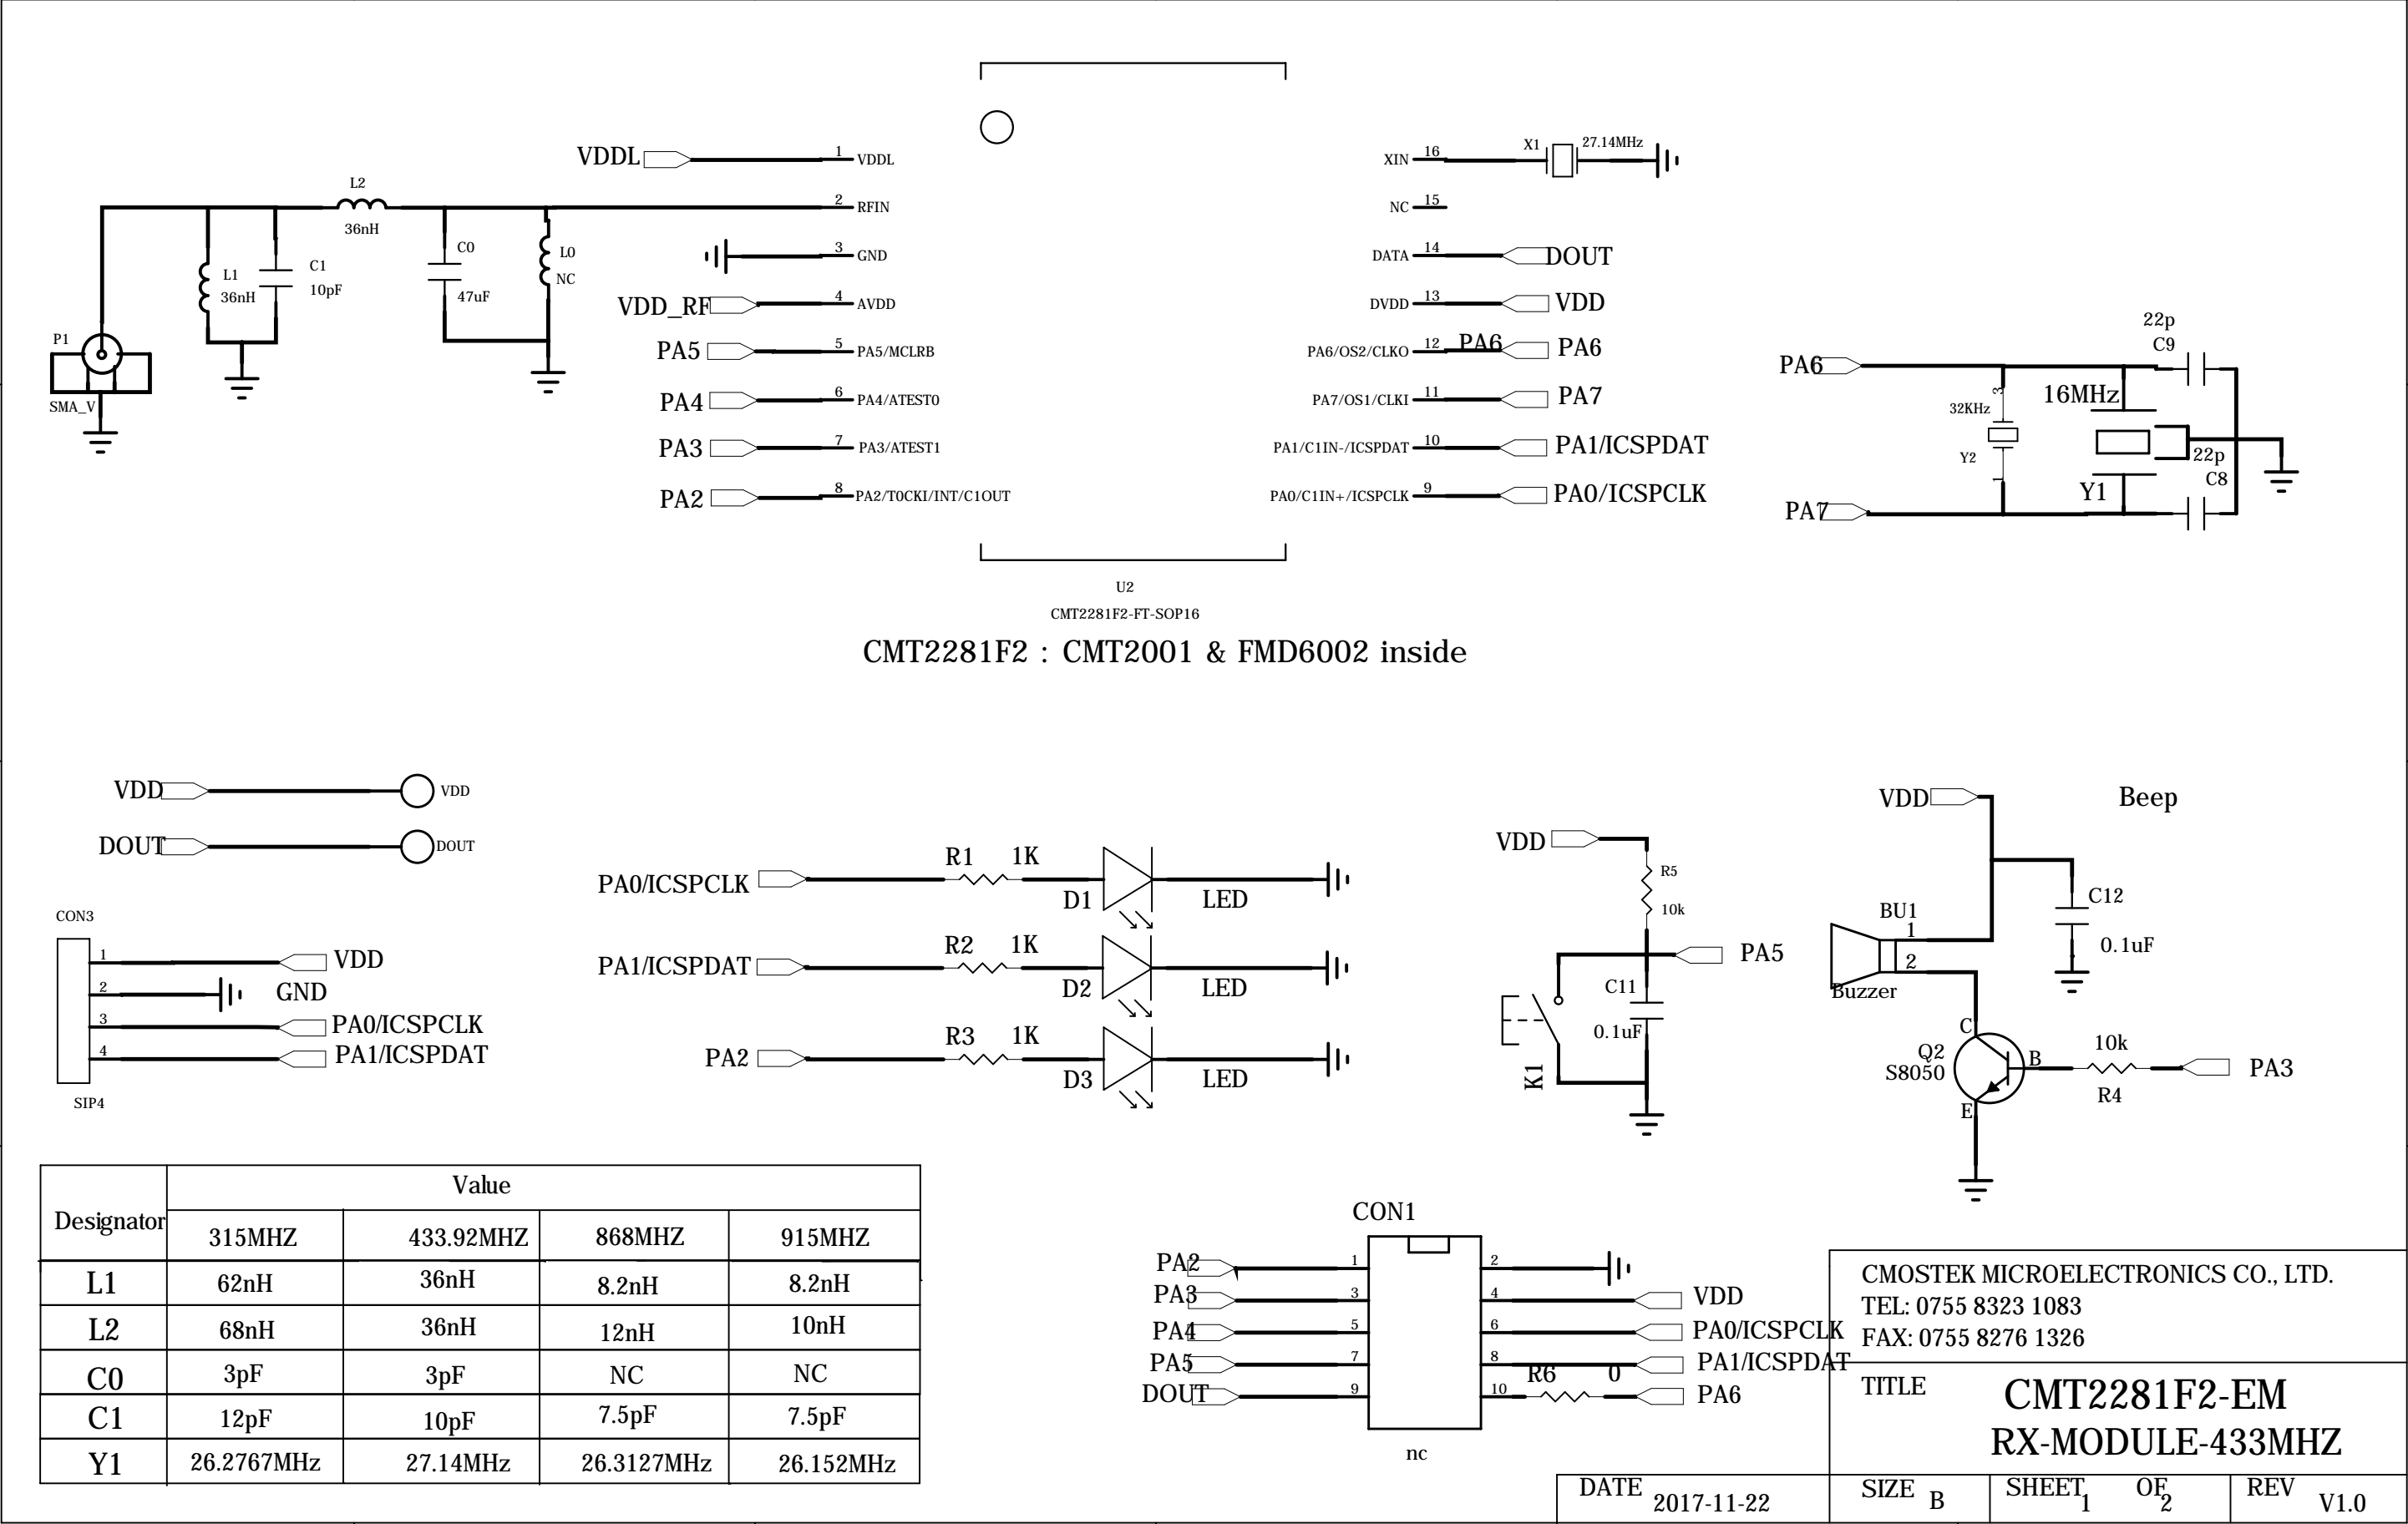 VDDL
1
VDDL
2
RFIN
3
GND
VDD_RF
4
AVDD
PA5
5
PA5/MCLRB
PA4
6
PA4/ATEST0
PA3
7
PA3/ATEST1
PA2
8
PA2/T0CKI/INT/C1OUT
XIN
16
X1
27.14MHz
NC
15
DATA
14
DOUT
DVDD
13
VDD
PA6/OS2/CLKO
12
PA6
PA6
PA7/OS1/CLKI
11
PA7
PA1/C1IN-/ICSPDAT
10
PA1/ICSPDAT
PA0/C1IN+/ICSPCLK
9
PA0/ICSPCLK
L2
36nH
L1
36nH
C1
10pF
C0
47uF
L0
NC
P1
SMA_V
22p
C9
PA6
3
32KHz
16MHz
Y2
1
22p
C8
Y1
PA7
U2
CMT2281F2-FT-SOP16
CMT2281F2 : CMT2001 & FMD6002 inside
VDD
VDD
DOUT
DOUT
CON3
1
VDD
2
GND
3
PA0/ICSPCLK
4
PA1/ICSPDAT
SIP4
PA0/ICSPCLK
R1
1K
D1
LED
PA1/ICSPDAT
R2
1K
D2
LED
PA2
R3
1K
D3
LED
VDD
R5
10k
PA5
C11
0.1uF
K1
VDD
Beep
BU1
1
2
Buzzer
C12
0.1uF
C
Q2
S8050
B
E
10k
R4
PA3
Designator Value
315MHZ 433.92MHZ 868MHZ 915MHZ
L1 62nH 36nH 8.2nH 8.2nH
L2 68nH 36nH 12nH 10nH
C0 3pF 3pF NC NC
C1 12pF 10pF 7.5pF 7.5pF
Y1 26.2767MHz 27.14MHz 26.3127MHz 26.152MHz
CON1
PA2 1 2
PA3 3 4 VDD
PA4 5 6 PA0/ICSPCLK
PA5 7 8 PA1/ICSPDAT
R6 0
DOUT 9 10 PA6
nc
CMOSTEK MICROELECTRONICS CO., LTD.
TEL: 0755 8323 1083
FAX: 0755 8276 1326
TITLE
CMT2281F2-EM
RX-MODULE-433MHZ
DATE 2017-11-22
SIZE B
SHEET 1 OF 2
REV V1.0